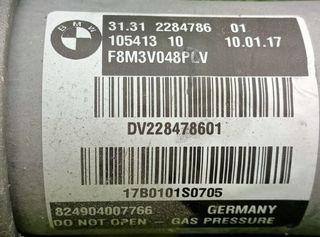 BMW
31.31 2284786 01
105413 10 10.01.17
F8M3V048PLV
DV228478601
17B0101S0705
824904007766 GERMANY
DO NOT OPEN - GAS PRESSURE